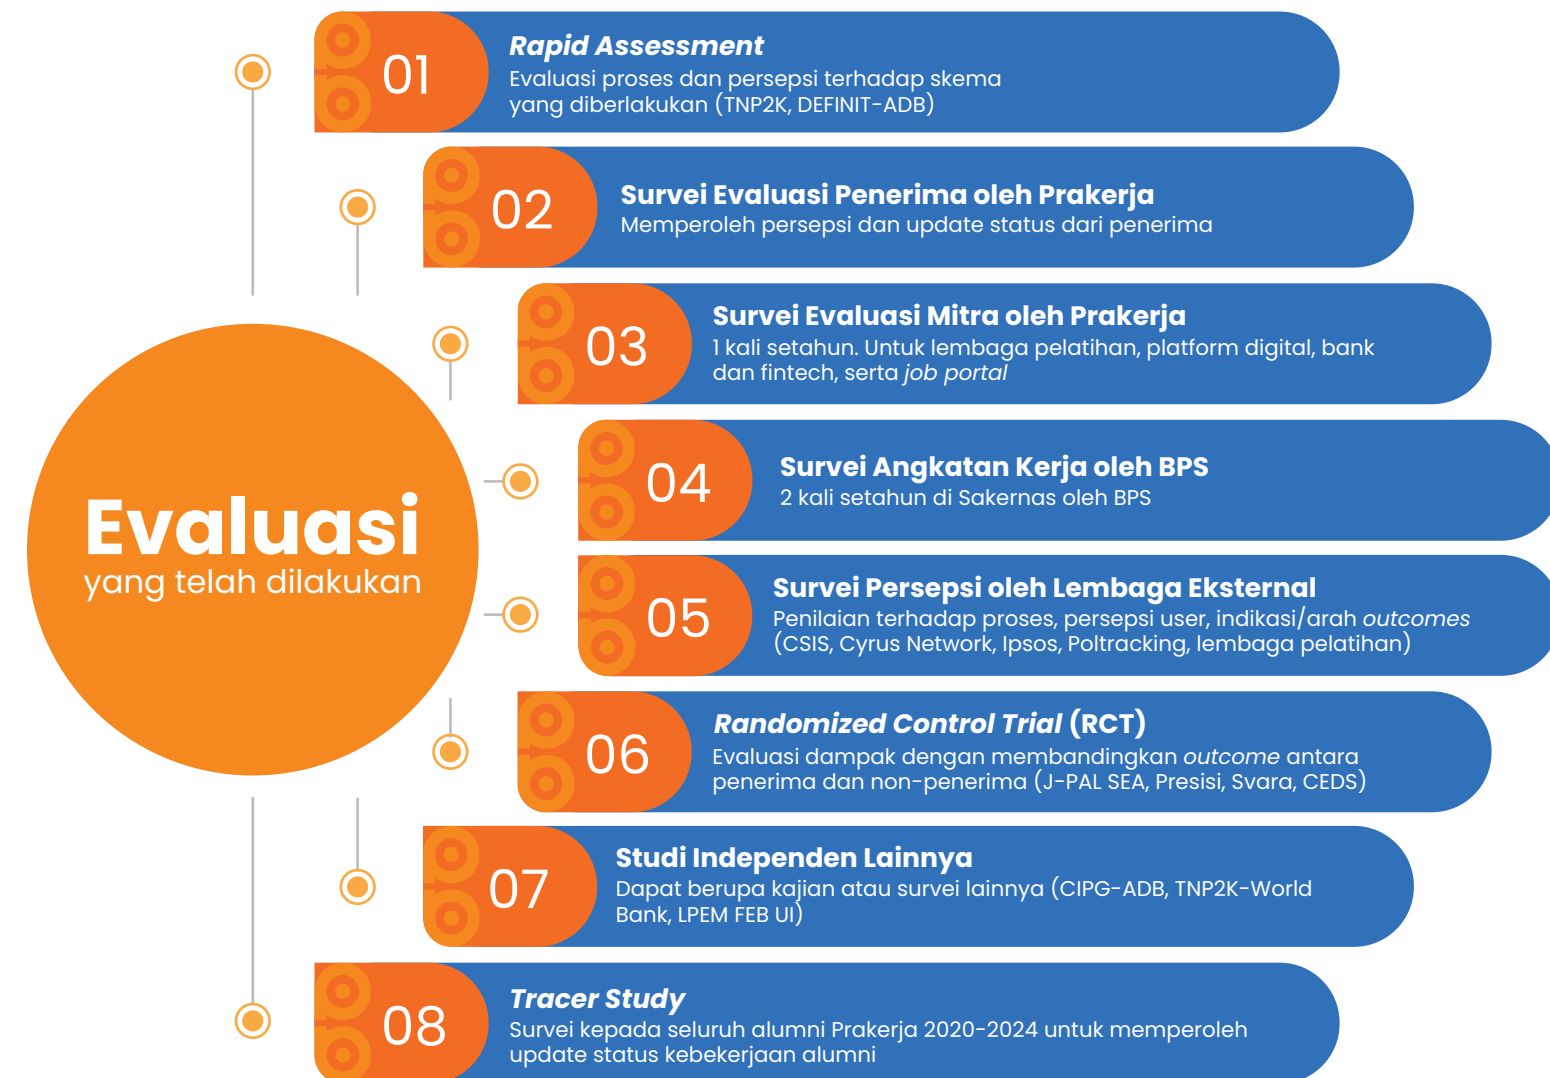 Evaluasi
yang telah dilakukan
01
Rapid Assessment
Evaluasi proses dan persepsi terhadap skema
yang diberlakukan (TNP2K, DEFINIT-ADB)
02
Survei Evaluasi Penerima oleh Prakerja
Memperoleh persepsi dan update status dari penerima
03
Survei Evaluasi Mitra oleh Prakerja
1 kali setahun. Untuk lembaga pelatihan, platform digital, bank
dan fintech, serta job portal
04
Survei Angkatan Kerja oleh BPS
2 kali setahun di Sakernas oleh BPS
05
Survei Persepsi oleh Lembaga Eksternal
Penilaian terhadap proses, persepsi user, indikasi/arah outcomes
(CSIS, Cyrus Network, Ipsos, Poltracking, lembaga pelatihan)
06
Randomized Control Trial (RCT)
Evaluasi dampak dengan membandingkan outcome antara
penerima dan non-penerima (J-PAL SEA, Presisi, Svara, CEDS)
07
Studi Independen Lainnya
Dapat berupa kajian atau survei lainnya (CIPG-ADB, TNP2K-World
Bank, LPEM FEB UI)
08
Tracer Study
Survei kepada seluruh alumni Prakerja 2020-2024 untuk memperoleh
update status kebekerjaan alumni